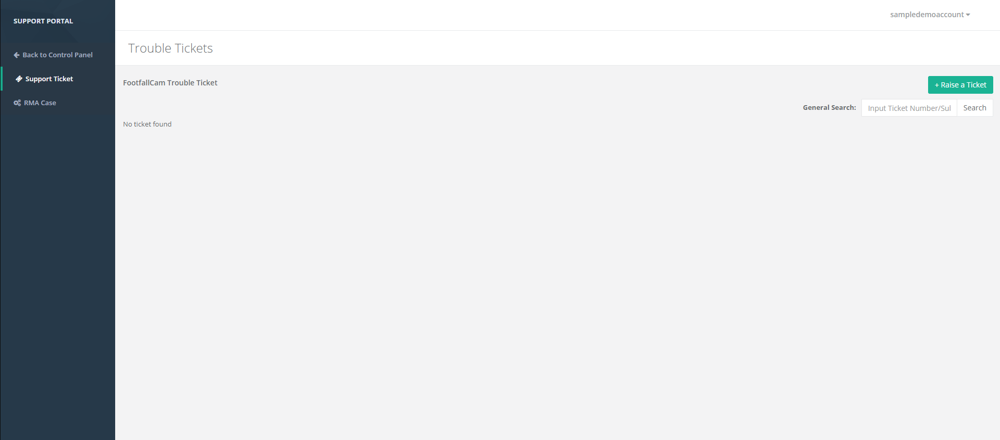 SUPPORT PORTAL
Back to Control Panel
Support Ticket
RMA Case
sampledemoaccount
Trouble Tickets
FootfallCam Trouble Ticket
+ Raise a Ticket
General Search: Input Ticket Number/Sul Search
No ticket found